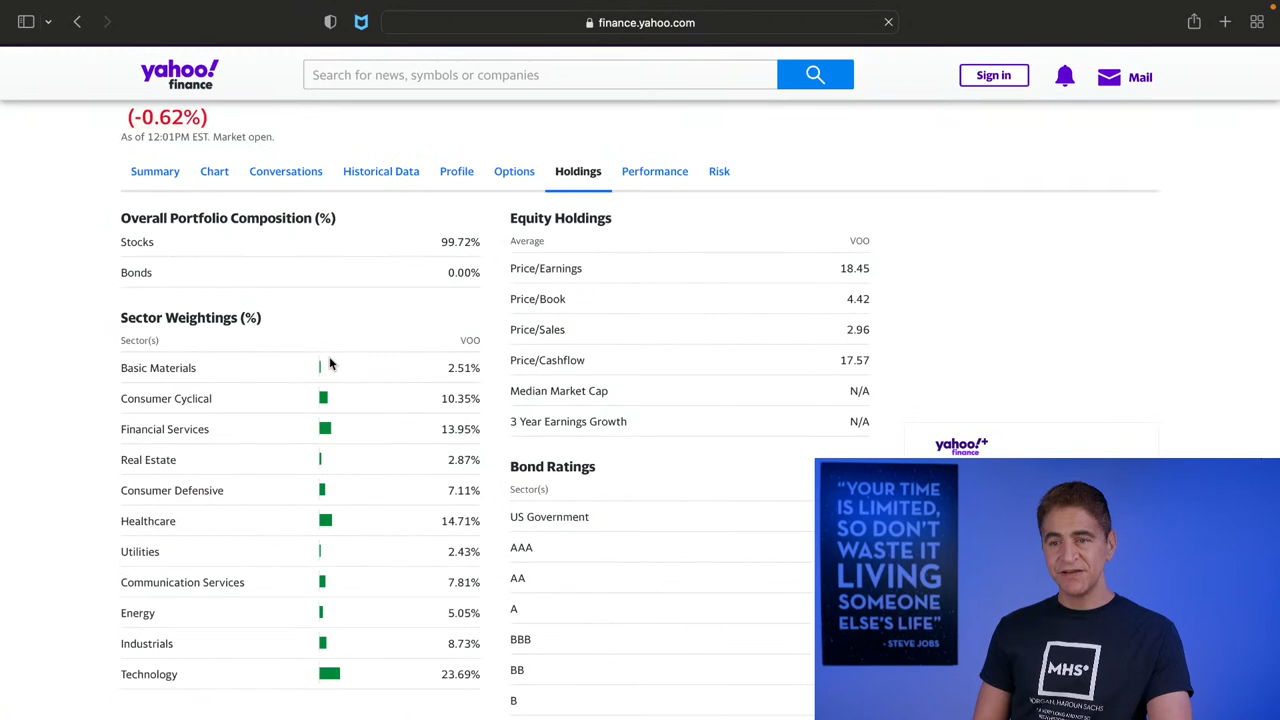 finance.yahoo.com
yahoo!
finance
Search for news, symbols or companies
Sign in
Mail
(-0.62%)
As of 12:01PM EST. Market open.
Summary Chart Conversations Historical Data Profile Options Holdings Performance Risk
Overall Portfolio Composition (%)
Stocks 99.72%
Bonds 0.00%
Sector Weightings (%)
Sector(s) VOO
Basic Materials 2.51%
Consumer Cyclical 10.35%
Financial Services 13.95%
Real Estate 2.87%
Consumer Defensive 7.11%
Healthcare 14.71%
Utilities 2.43%
Communication Services 7.81%
Energy 5.05%
Industrials 8.73%
Technology 23.69%
Equity Holdings
Average VOO
Price/Earnings 18.45
Price/Book 4.42
Price/Sales 2.96
Price/Cashflow 17.57
Median Market Cap N/A
3 Year Earnings Growth N/A
Bond Ratings
Sector(s)
US Government
AAA
AA
A
BBB
BB
B
yahoo!+
finance
"YOUR TIME
IS LIMITED,
SO DON'T
WASTE IT
LIVING
SOMEONE
ELSE'S LIFE"
- STEVE JOBS
MHS
MORGAN, HAROUN SACHS